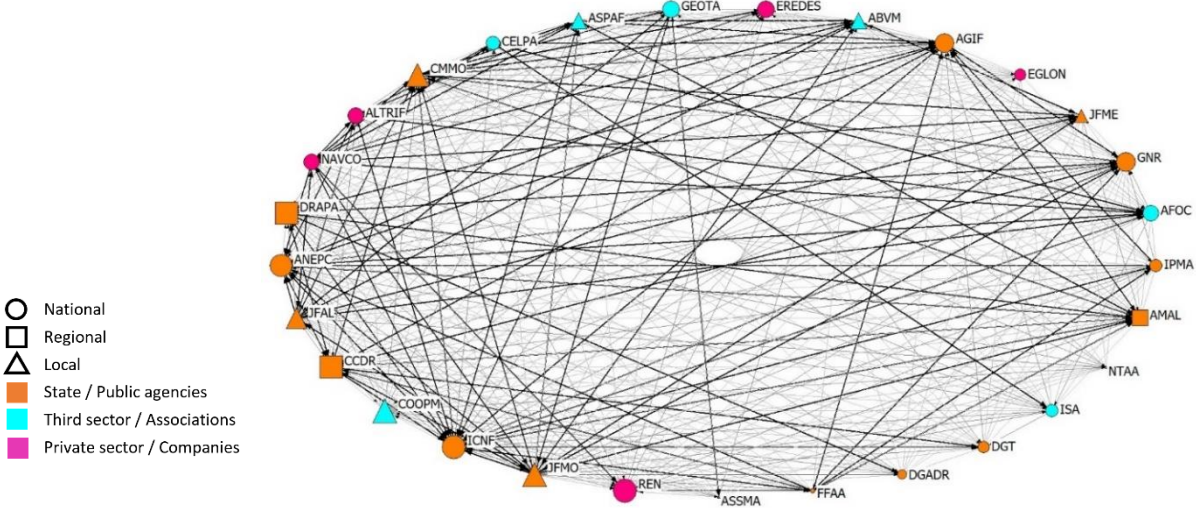 GEOTA
EREDES
ASPAF
ABVM
CELPA
AGIF
CMMO
EGLON
ALTRIF
JFME
NAVCO
GNR
DRAPA
AFOC
ANEPC
IPMA
JFAL
AMAL
CCDR
NTAA
COOPM
ISA
ICNF
DGT
JFMO
DGADR
REN
FFAA
ASSMA
National
Regional
Local
State / Public agencies
Third sector / Associations
Private sector / Companies